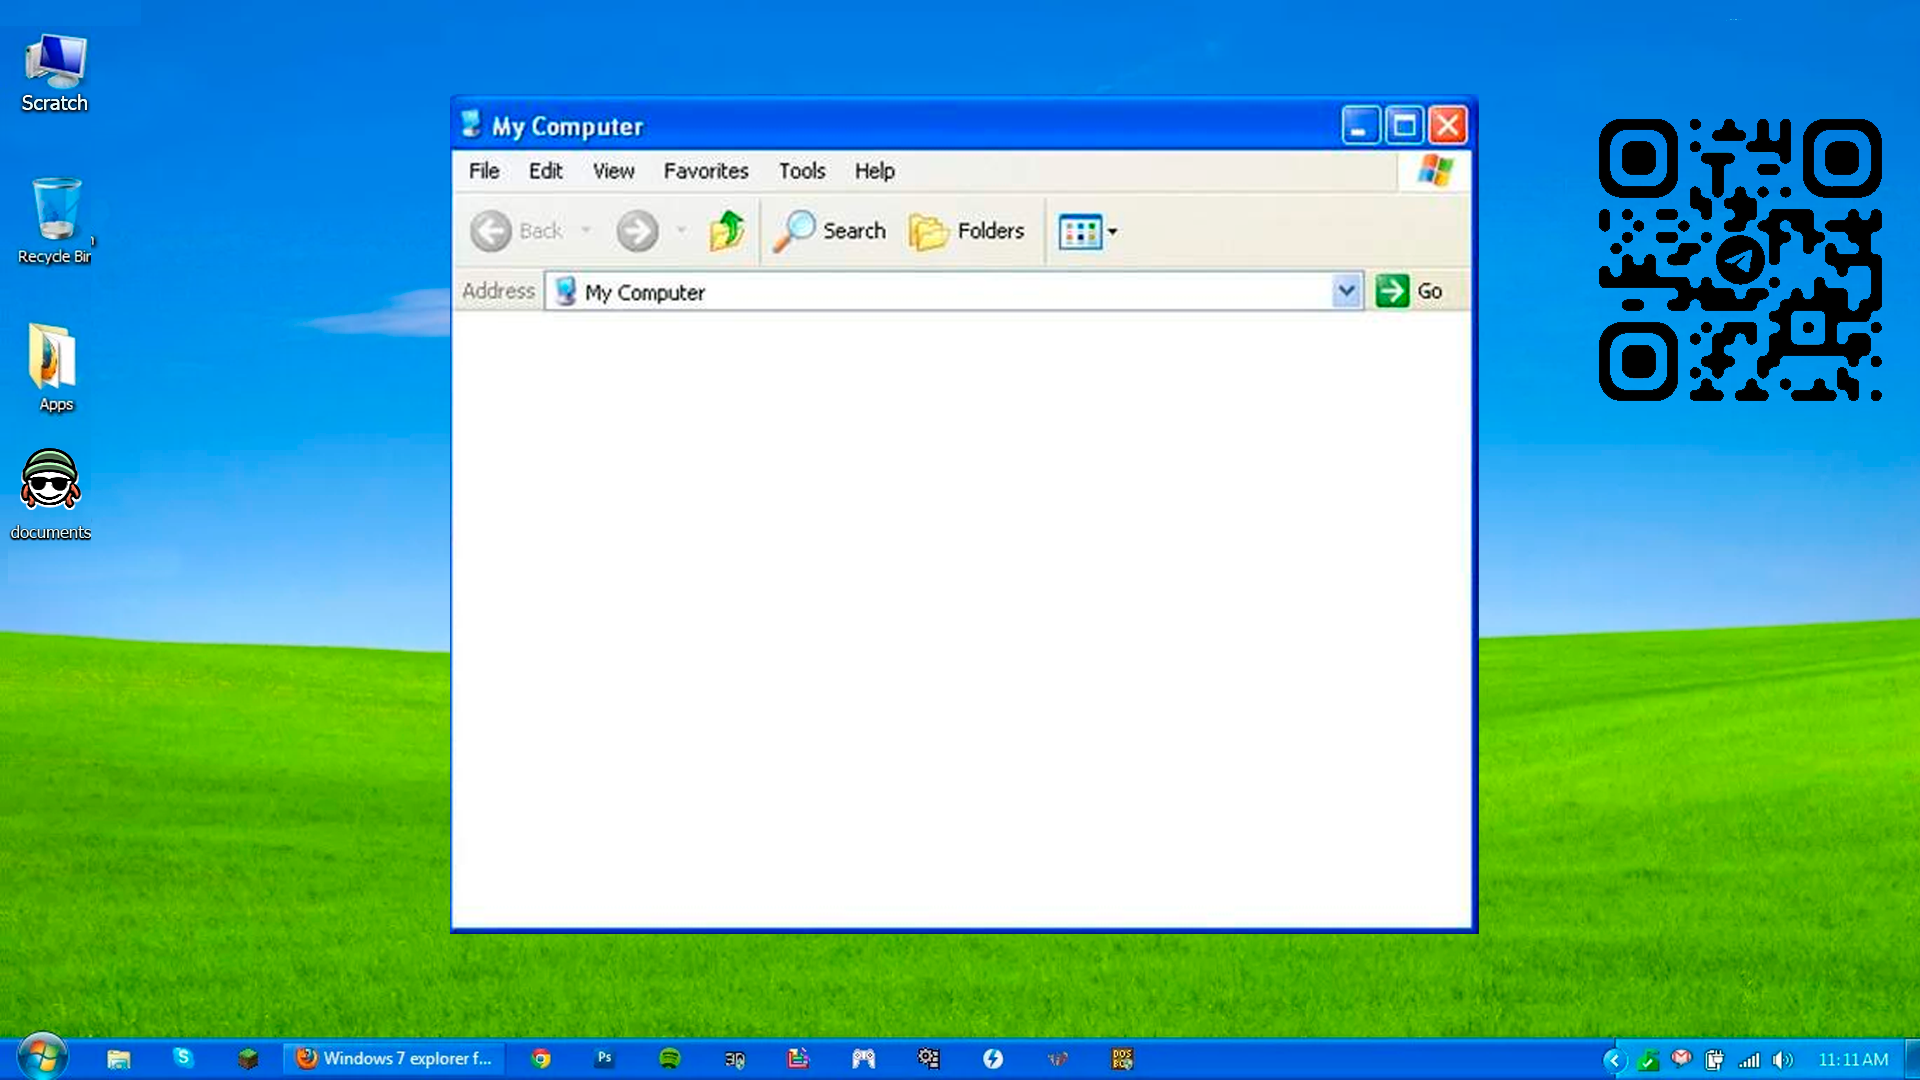 Scratch
Recycle Bin
Apps
documents
My Computer
File Edit View Favorites Tools Help
Back Search Folders
Address My Computer Go
Windows 7 explorer f...
Ps
DOS
11:11 AM